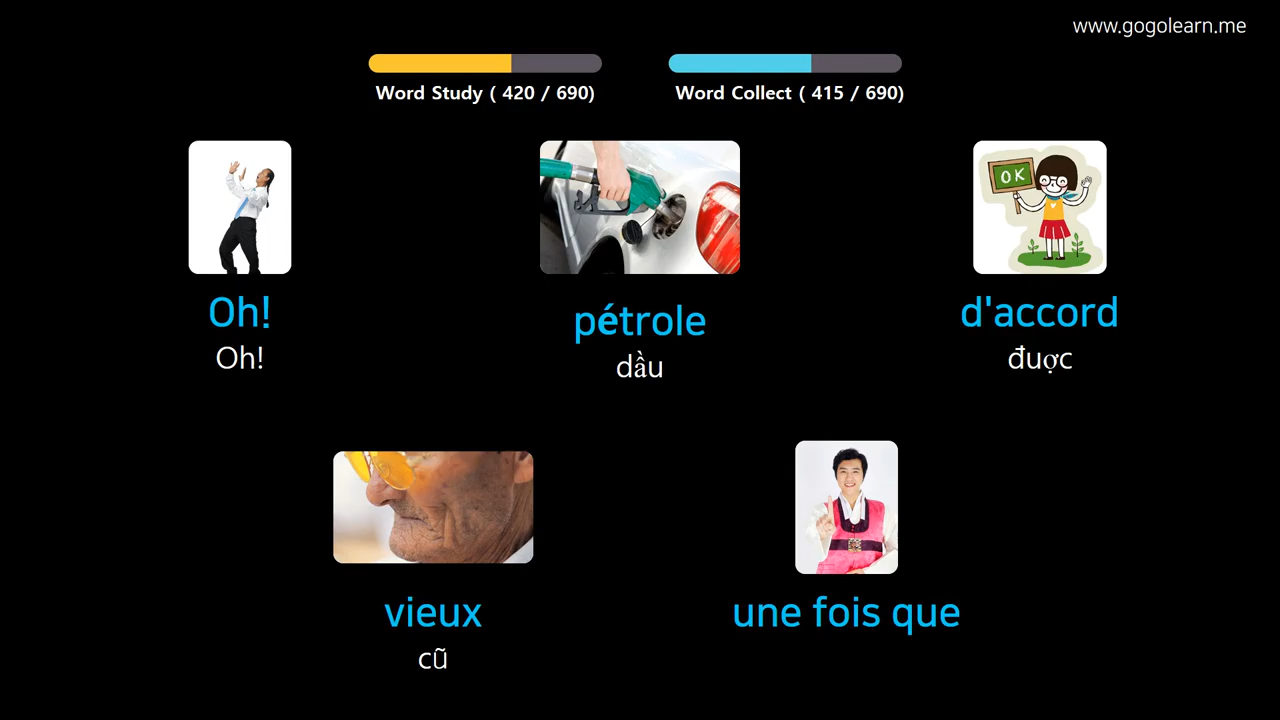 www.gogolearn.me
Word Study ( 420 / 690)
Word Collect ( 415 / 690)
OK
Oh!
Oh!
pétrole
dầu
d'accord
đuợc
vieux
cũ
une fois que